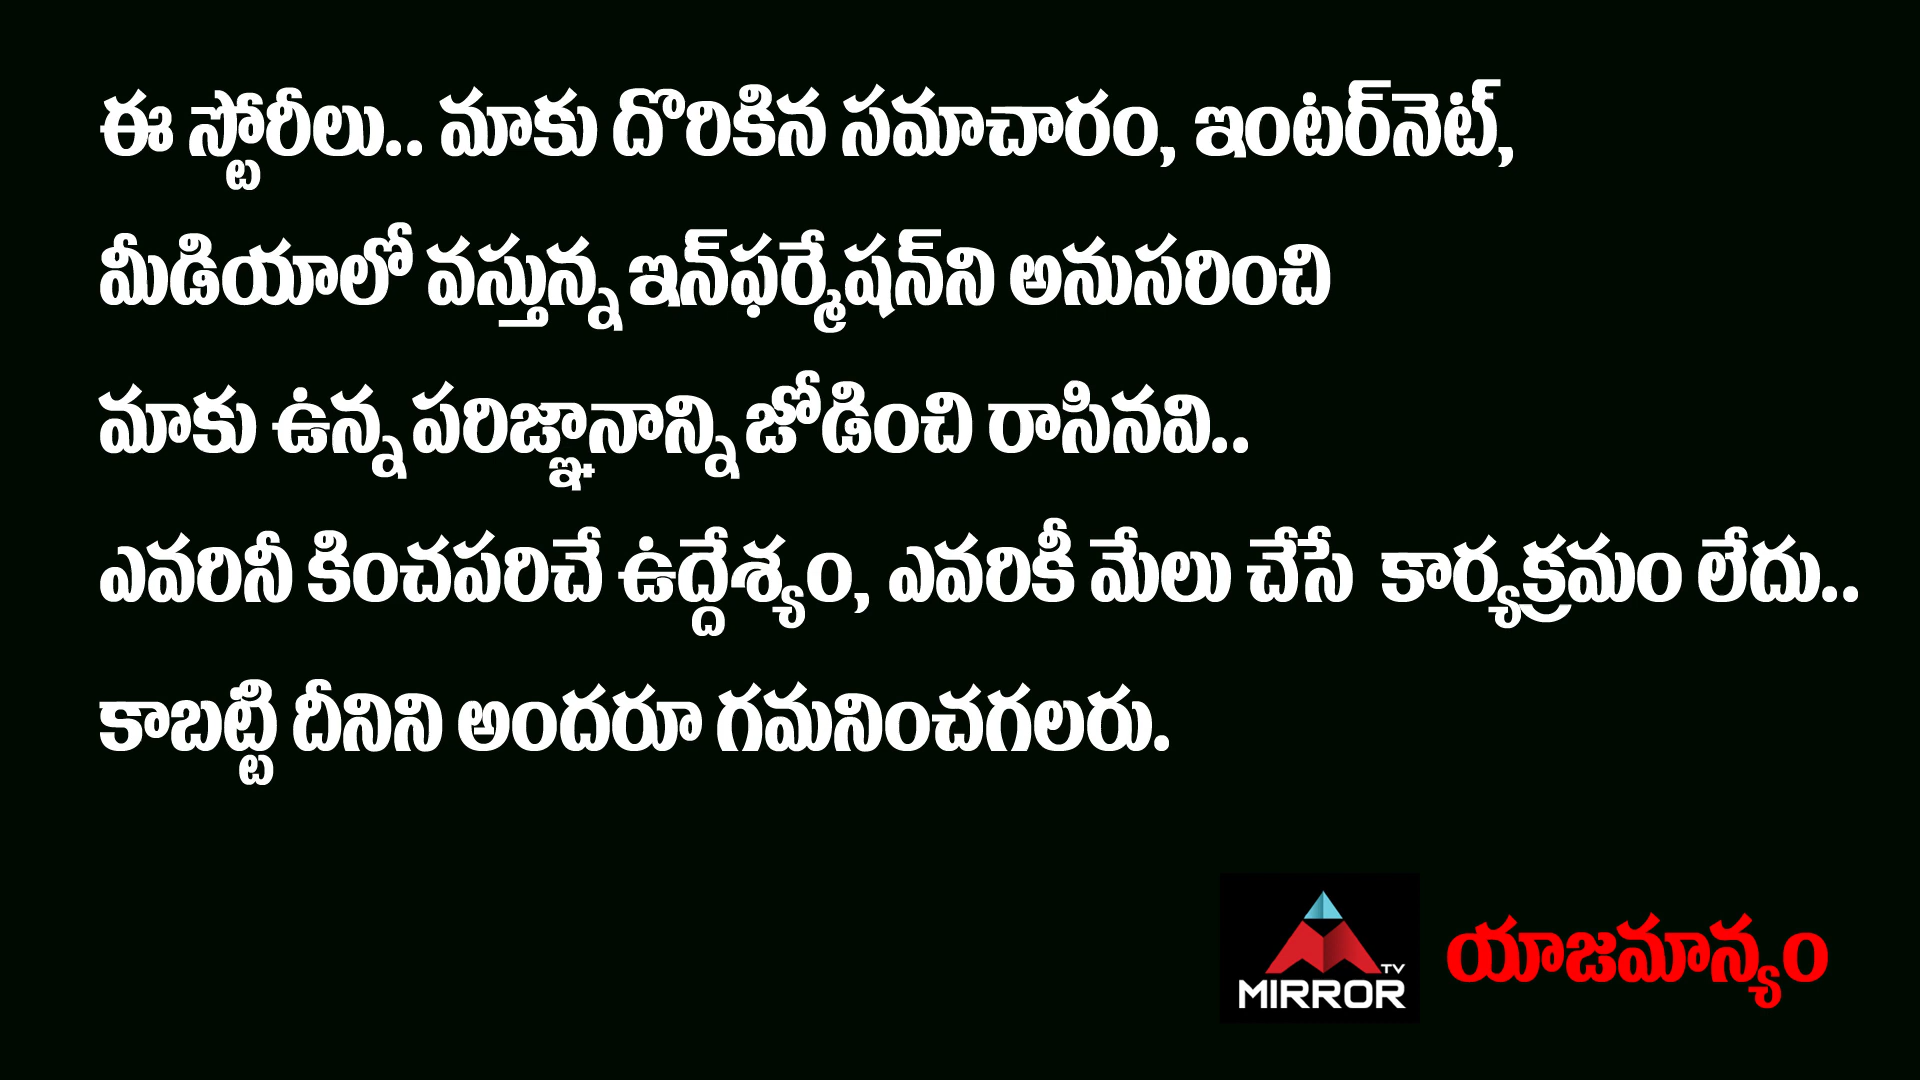 ఈ స్టోరీలు.. మాకు దొరికిన సమాచారం, ఇంటర్‌నెట్,
మీడియాలో వస్తున్న ఇన్‌ఫర్మేషన్‌ని అనుసరించి
మాకు ఉన్న పరిజ్ఞానాన్ని జోడించి రాసినవి..
ఎవరినీ కించపరిచే ఉద్దేశ్యం, ఎవరికీ మేలు చేసే కార్యక్రమం లేదు..
కాబట్టి దీనిని అందరూ గమనించగలరు.
TV
MIRROR యాజమాన్యం